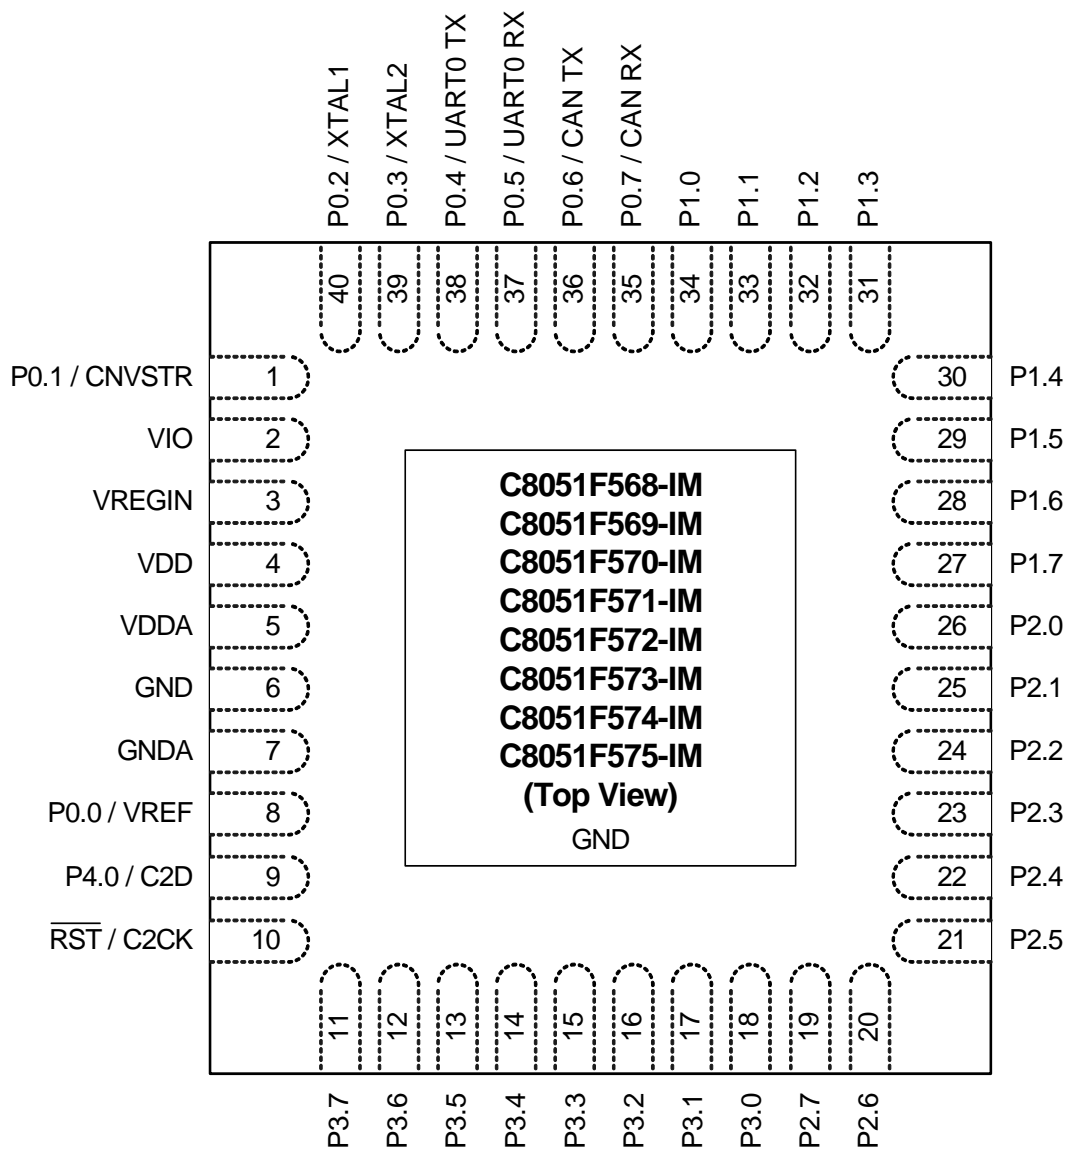 P0.2 / XTAL1
P0.3 / XTAL2
P0.4 / UART0 TX
P0.5 / UART0 RX
P0.6 / CAN TX
P0.7 / CAN RX
P1.0
P1.1
P1.2
P1.3
40
39
38
37
36
35
34
33
32
31
P0.1 / CNVSTR 1
VIO 2
VREGIN 3
VDD 4
VDDA 5
GND 6
GNDA 7
P0.0 / VREF 8
P4.0 / C2D 9
RST / C2CK 10
C8051F568-IM
C8051F569-IM
C8051F570-IM
C8051F571-IM
C8051F572-IM
C8051F573-IM
C8051F574-IM
C8051F575-IM
(Top View)
GND
30 P1.4
29 P1.5
28 P1.6
27 P1.7
26 P2.0
25 P2.1
24 P2.2
23 P2.3
22 P2.4
21 P2.5
11
12
13
14
15
16
17
18
19
20
P3.7
P3.6
P3.5
P3.4
P3.3
P3.2
P3.1
P3.0
P2.7
P2.6